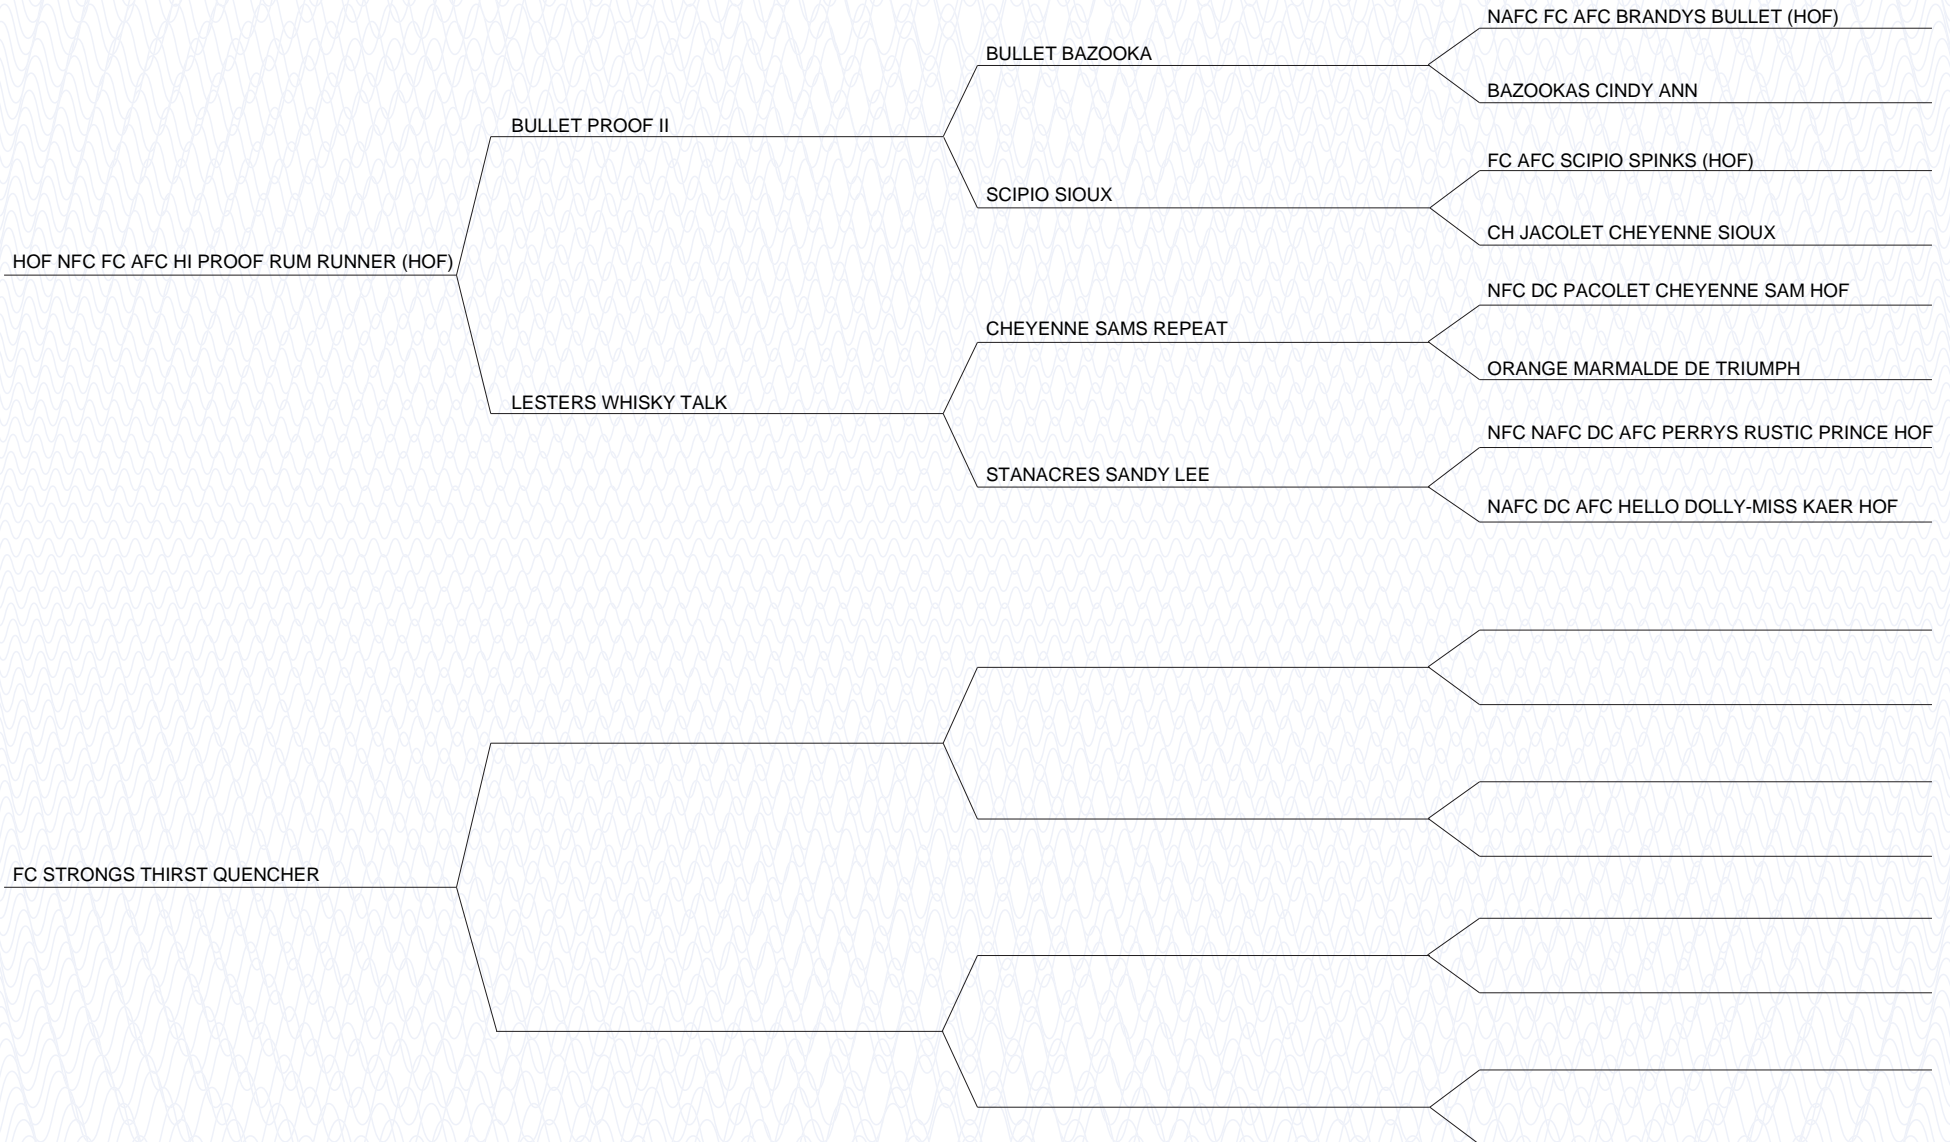 NAFC FC AFC BRANDYS BULLET (HOF)
BULLET BAZOOKA
BAZOOKAS CINDY ANN
BULLET PROOF II
FC AFC SCIPIO SPINKS (HOF)
SCIPIO SIOUX
CH JACOLET CHEYENNE SIOUX
HOF NFC FC AFC HI PROOF RUM RUNNER (HOF)
NFC DC PACOLET CHEYENNE SAM HOF
CHEYENNE SAMS REPEAT
ORANGE MARMALDE DE TRIUMPH
LESTERS WHISKY TALK
NFC NAFC DC AFC PERRYS RUSTIC PRINCE HOF
STANACRES SANDY LEE
NAFC DC AFC HELLO DOLLY-MISS KAER HOF
FC STRONGS THIRST QUENCHER